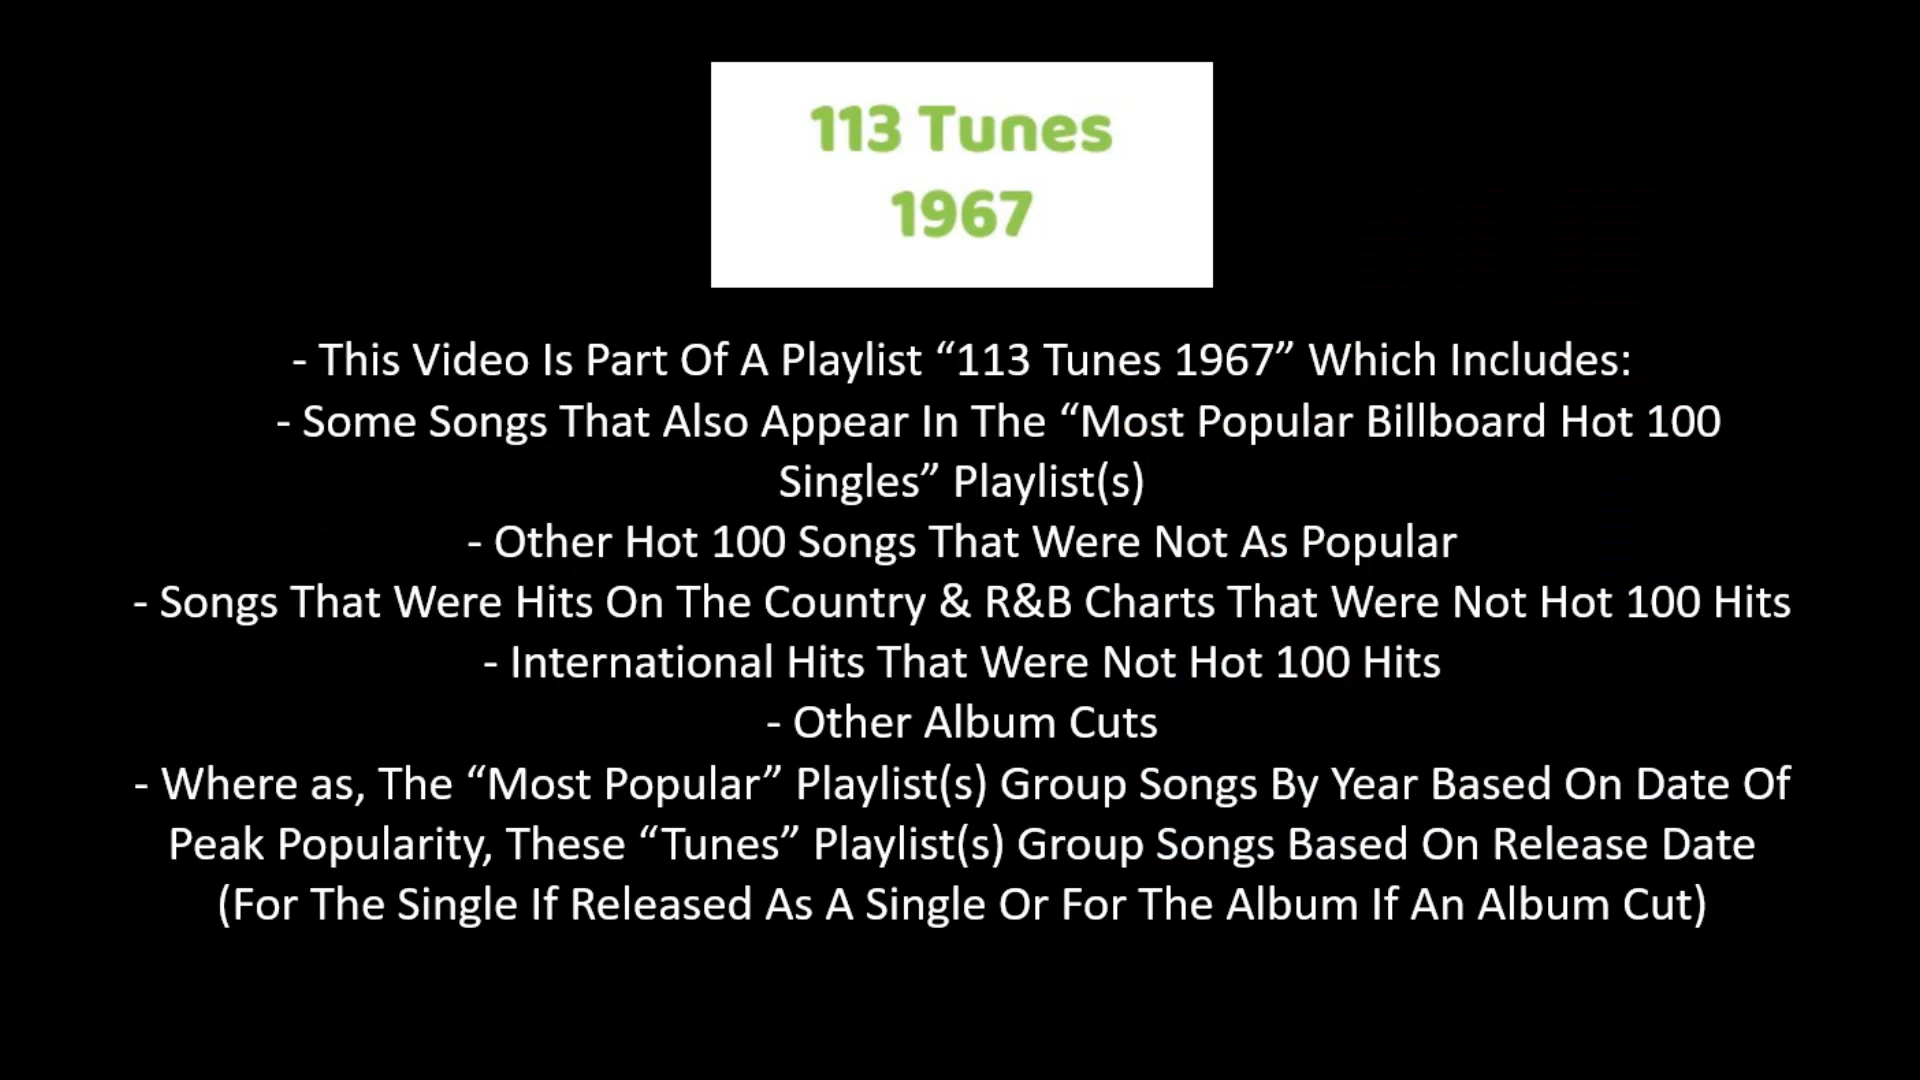 113 Tunes
1967
- This Video Is Part Of A Playlist “113 Tunes 1967” Which Includes:
- Some Songs That Also Appear In The “Most Popular Billboard Hot 100
Singles” Playlist(s)
- Other Hot 100 Songs That Were Not As Popular
- Songs That Were Hits On The Country & R&B Charts That Were Not Hot 100 Hits
- International Hits That Were Not Hot 100 Hits
- Other Album Cuts
- Where as, The “Most Popular” Playlist(s) Group Songs By Year Based On Date Of
Peak Popularity, These “Tunes” Playlist(s) Group Songs Based On Release Date
(For The Single If Released As A Single Or For The Album If An Album Cut)